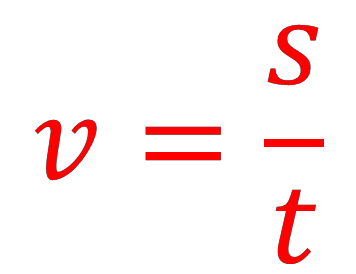 v = s/t